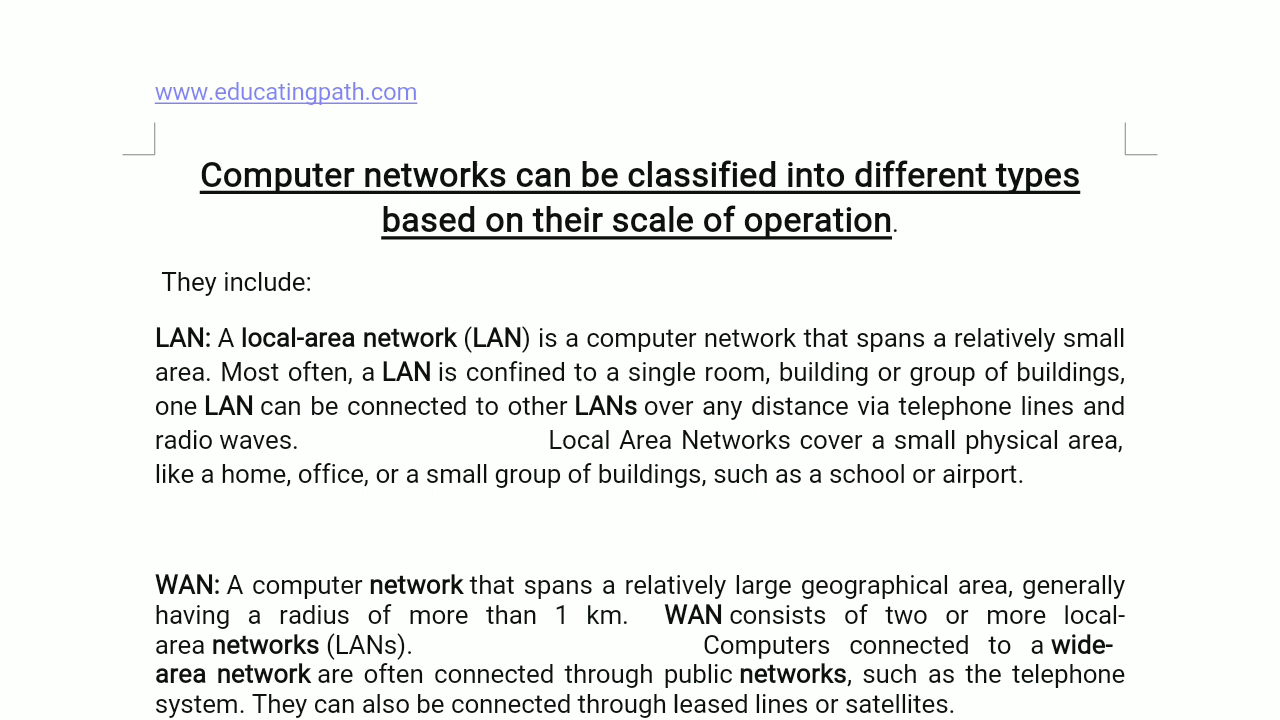 www.educatingpath.com
Computer networks can be classified into different types
based on their scale of operation.
They include:
LAN: A local-area network (LAN) is a computer network that spans a relatively small
area. Most often, a LAN is confined to a single room, building or group of buildings,
one LAN can be connected to other LANs over any distance via telephone lines and
radio waves. Local Area Networks cover a small physical area,
like a home, office, or a small group of buildings, such as a school or airport.
WAN: A computer network that spans a relatively large geographical area, generally
having a radius of more than 1 km. WAN consists of two or more local-
area networks (LANs). Computers connected to a wide-
area network are often connected through public networks, such as the telephone
system. They can also be connected through leased lines or satellites.